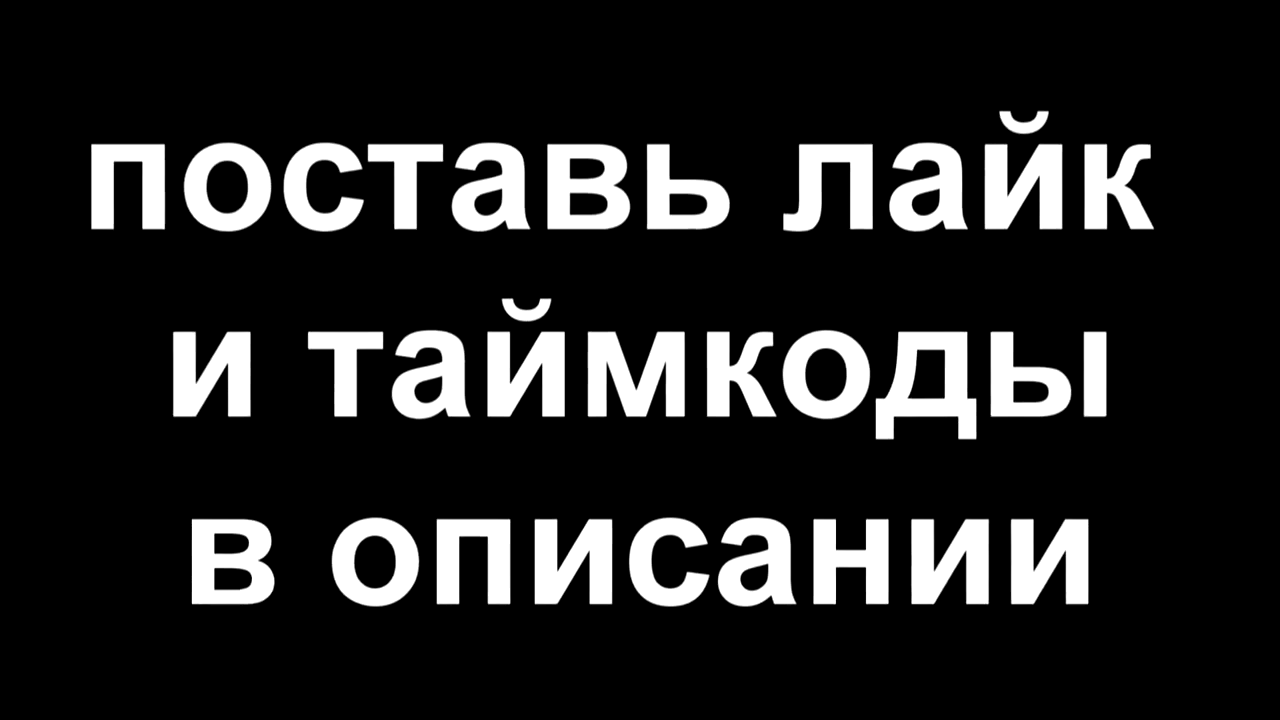 поставь лайк
и таймкоды
в описании